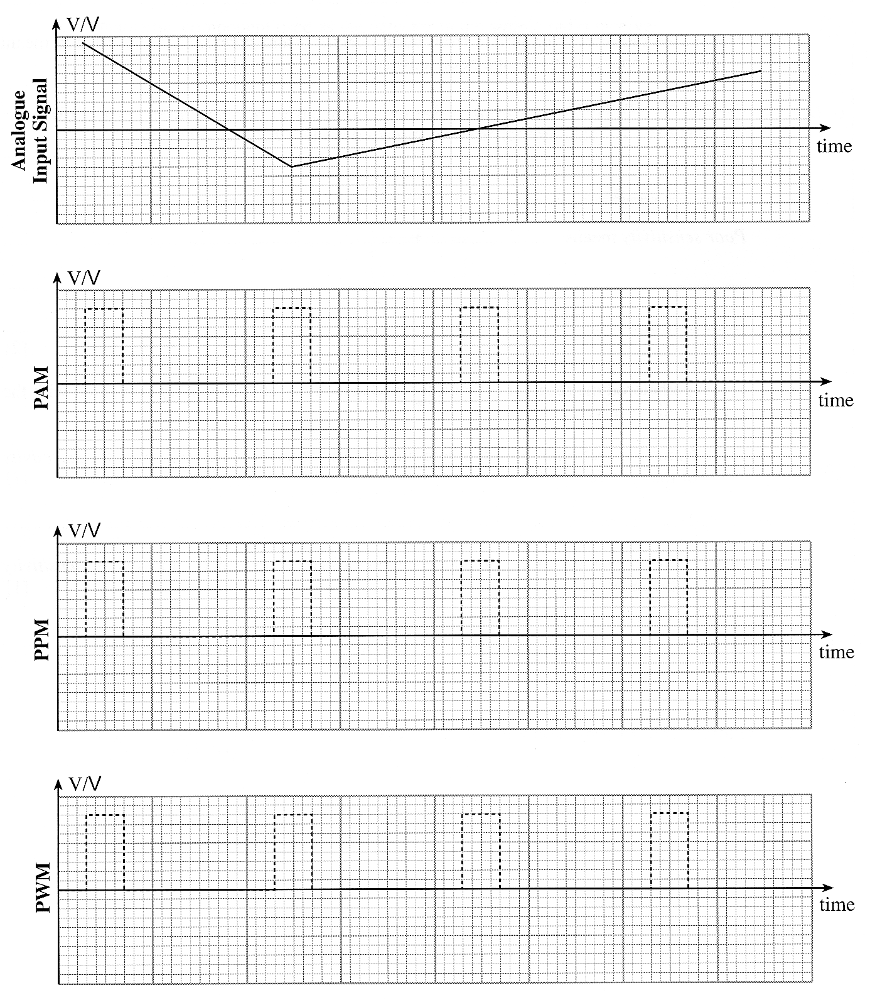 V/V
Analogue
Input Signal
time
V/V
PAM
time
V/V
PPM
time
V/V
PWM
time